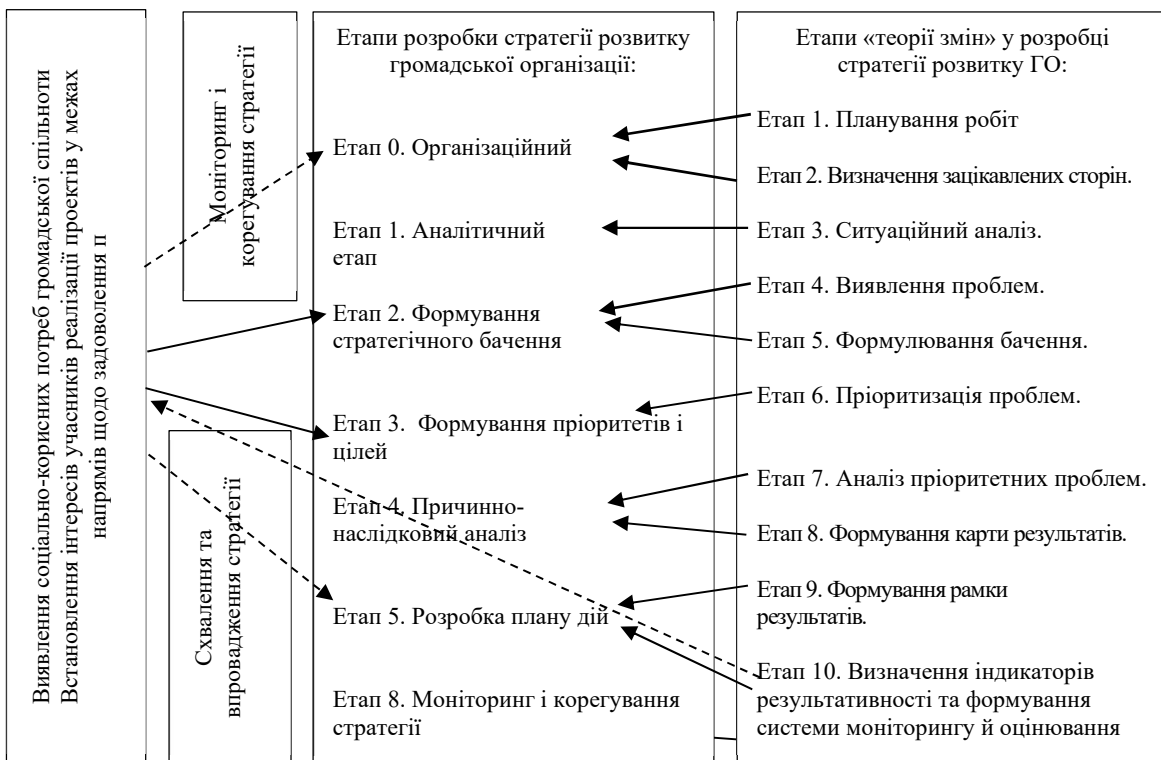 Виявлення соціально-корисних потреб громадської спільноти
Встановлення інтересів учасників реалізації проектів у межах
напрямів щодо задоволення п
Моніторинг і
корегування стратегії
Схвалення та
впровадження стратегії
Етапи розробки стратегії розвитку
громадської організації:
Етап 0. Організаційний
Етап 1. Аналітичний
етап
Етап 2. Формування
стратегічного бачення
Етап 3. Формування пріоритетів і
цілей
Етап 4. Причинно-
наслідковий аналіз
Етап 5. Розробка плану дій
Етап 8. Моніторинг і корегування
стратегії
Етапи «теорії змін» у розробці
стратегії розвитку ГО:
Етап 1. Планування робіт
Етап 2. Визначення зацікавлених сторін.
Етап 3. Ситуаційний аналіз.
Етап 4. Виявлення проблем.
Етап 5. Формулювання бачення.
Етап 6. Пріоритизація проблем.
Етап 7. Аналіз пріоритетних проблем.
Етап 8. Формування карти результатів.
Етап 9. Формування рамки
результатів.
Етап 10. Визначення індикаторів
результативності та формування
системи моніторингу й оцінювання